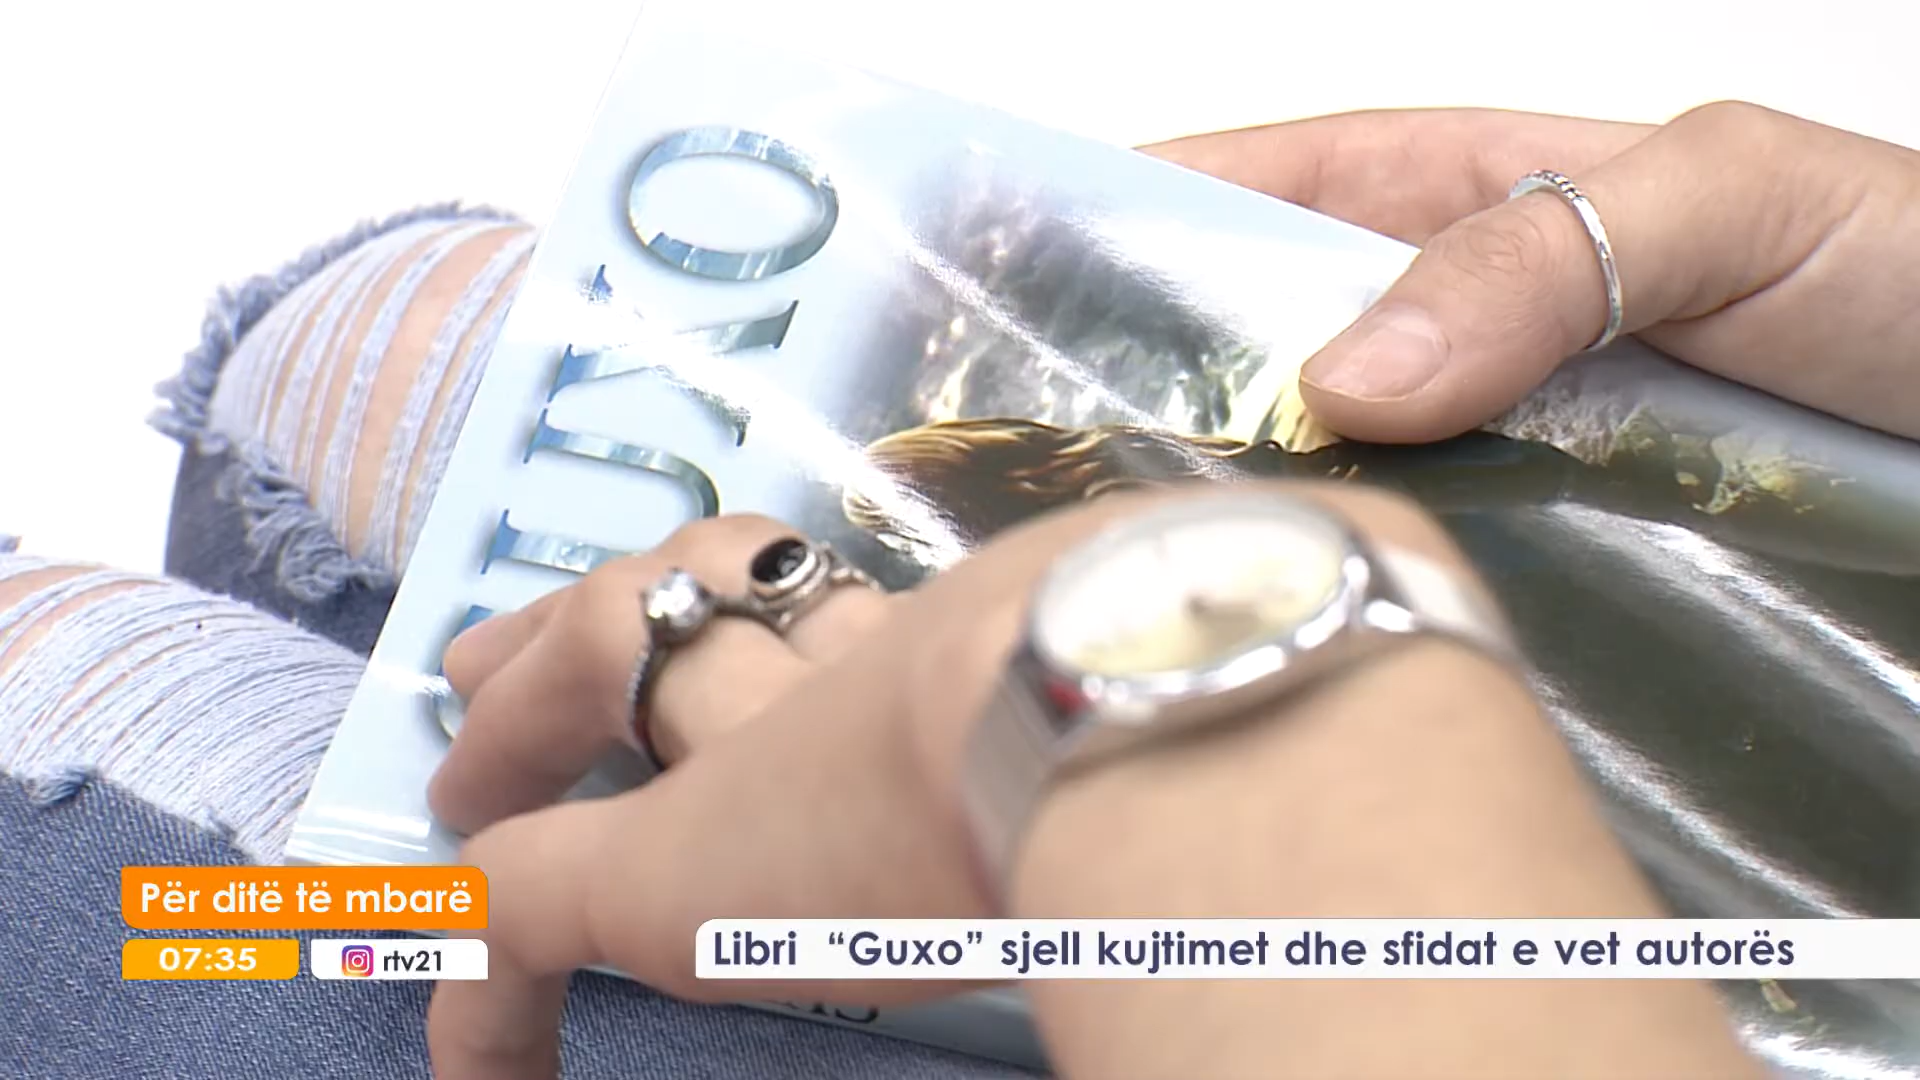 GUXO
Për ditë të mbarë
07:35
rtv21
Libri “Guxo” sjell kujtimet dhe sfidat e vet autorës